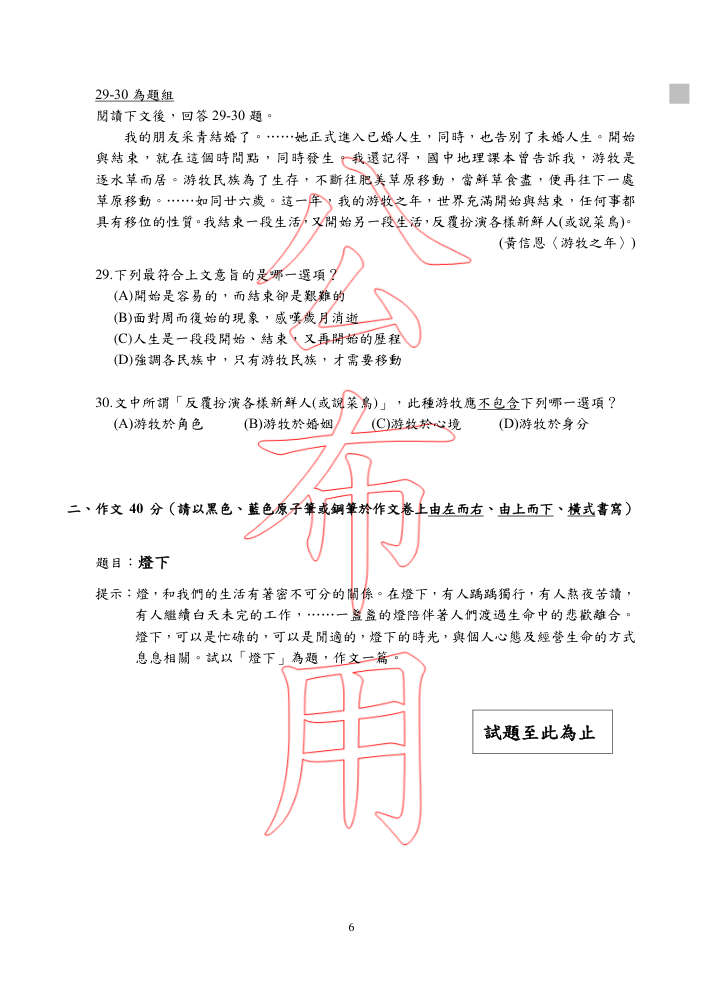 29-30 為題組
閱讀下文後，回答 29-30 題。
我的朋友采青結婚了。……她正式進入已婚人生，同時，也告別了未婚人生。開始
與結束，就在這個時間點，同時發生。我還記得，國中地理課本曾告訴我，游牧是
逐水草而居。游牧民族為了生存，不斷往肥美草原移動，當鮮草食盡，便再往下一處
草原移動。……如同廿六歲。這一年，我的游牧之年，世界充滿開始與結束，任何事都
具有移位的性質。我結束一段生活，又開始另一段生活，反覆扮演各樣新鮮人(或說菜鳥)。
(黃信恩〈游牧之年〉)
29.下列最符合上文意旨的是哪一選項？
(A)開始是容易的，而結束卻是艱難的
(B)面對周而復始的現象，感嘆歲月消逝
(C)人生是一段段開始、結束，又再開始的歷程
(D)強調各民族中，只有游牧民族，才需要移動
30.文中所謂「反覆扮演各樣新鮮人(或說菜鳥)」，此種游牧應不包含下列哪一選項？
(A)游牧於角色 (B)游牧於婚姻 (C)游牧於心境 (D)游牧於身分
二、作文 40 分（請以黑色、藍色原子筆或鋼筆於作文卷上由左而右、由上而下、橫式書寫）
題目：燈下
提示：燈，和我們的生活有著密不可分的關係。在燈下，有人踽踽獨行，有人熬夜苦讀，
有人繼續白天未完的工作，……一盞盞的燈陪伴著人們渡過生命中的悲歡離合。
燈下，可以是忙碌的，可以是閒適的，燈下的時光，與個人心態及經營生命的方式
息息相關。試以「燈下」為題，作文一篇。
試題至此為止
公布用
6